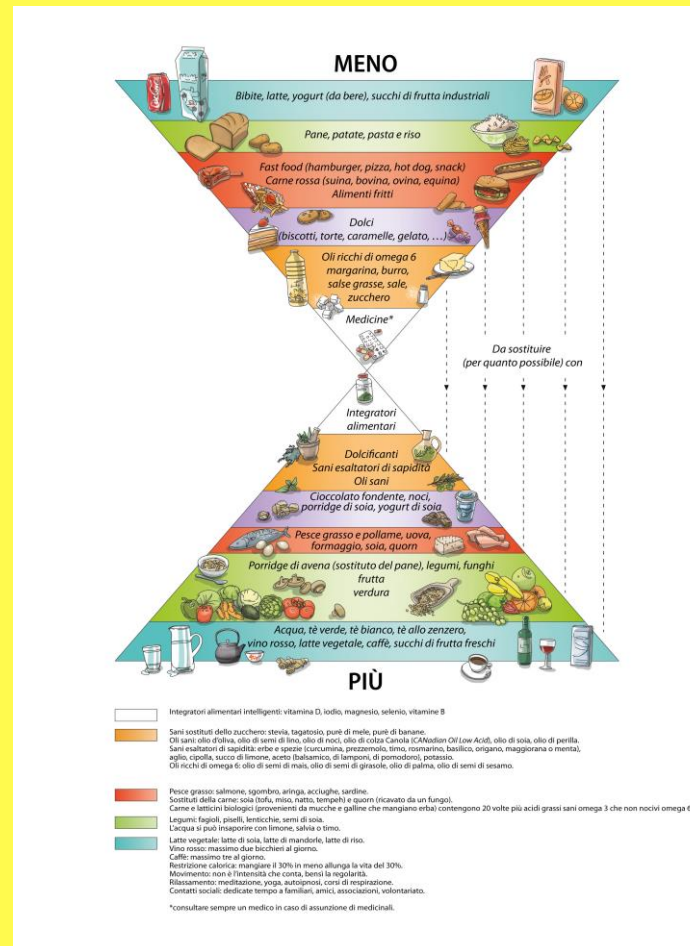 MENO
Bibite, latte, yogurt (da bere), succhi di frutta industriali
Pane, patate, pasta e riso
Fast food (hamburger, pizza, hot dog, snack)
Carne rossa (suina, bovina, ovina, equina)
Alimenti fritti
Dolci
(biscotti, torte, caramelle, gelato, …)
Oli ricchi di omega 6
margarina, burro,
salse grasse, sale,
zucchero
Medicine*
Da sostituire
(per quanto possibile) con
Integratori
alimentari
Dolcificanti
Sani esaltatori di sapidità
Oli sani
Cioccolato fondente, noci,
porridge di soia, yogurt di soia
Pesce grasso e pollame, uova,
formaggio, soia, quorn
Porridge di avena (sostituto del pane), legumi, funghi
frutta
verdura
Acqua, tè verde, tè bianco, tè allo zenzero,
vino rosso, latte vegetale, caffè, succhi di frutta freschi
PIÙ
Integratori alimentari intelligenti: vitamina D, iodio, magnesio, selenio, vitamine B
Sani sostituti dello zucchero: stevia, tagatosio, purè di mele, purè di banane.
Oli sani: olio d'oliva, olio di semi di lino, olio di noci, olio di colza Canola (CANadian Oil Low Acid), olio di soia, olio di perilla.
Sani esaltatori di sapidità: erbe e spezie (curcumina, prezzemolo, timo, rosmarino, basilico, origano, maggiorana o menta),
aglio, cipolla, succo di limone, aceto (balsamico, di lamponi, di pomodoro), potassio.
Oli ricchi di omega 6: olio di semi di mais, olio di semi di girasole, olio di palma, olio di semi di sesamo.
Pesce grasso: salmone, sgombro, aringa, acciughe, sardine.
Sostituti della carne: soia (tofu, miso, natto, tempeh) e quorn (ricavato da un fungo).
Carne e latticini biologici (provenienti da mucche e galline che mangiano erba) contengono 20 volte più acidi grassi sani omega 3 che non nocivi omega 6
Legumi: fagioli, piselli, lenticchie, semi di soia.
L'acqua si può insaporire con limone, salvia o timo.
Latte vegetale: latte di soia, latte di mandorle, latte di riso.
Vino rosso: massimo due bicchieri al giorno.
Caffè: massimo tre al giorno.
Restrizione calorica: mangiare il 30% in meno allunga la vita del 30%.
Movimento: non è l'intensità che conta, bensì la regolarità.
Rilassamento: meditazione, yoga, autoipnosi, corsi di respirazione.
Contatti sociali: dedicate tempo a familiari, amici, associazioni, volontariato.
*consultare sempre un medico in caso di assunzione di medicinali.